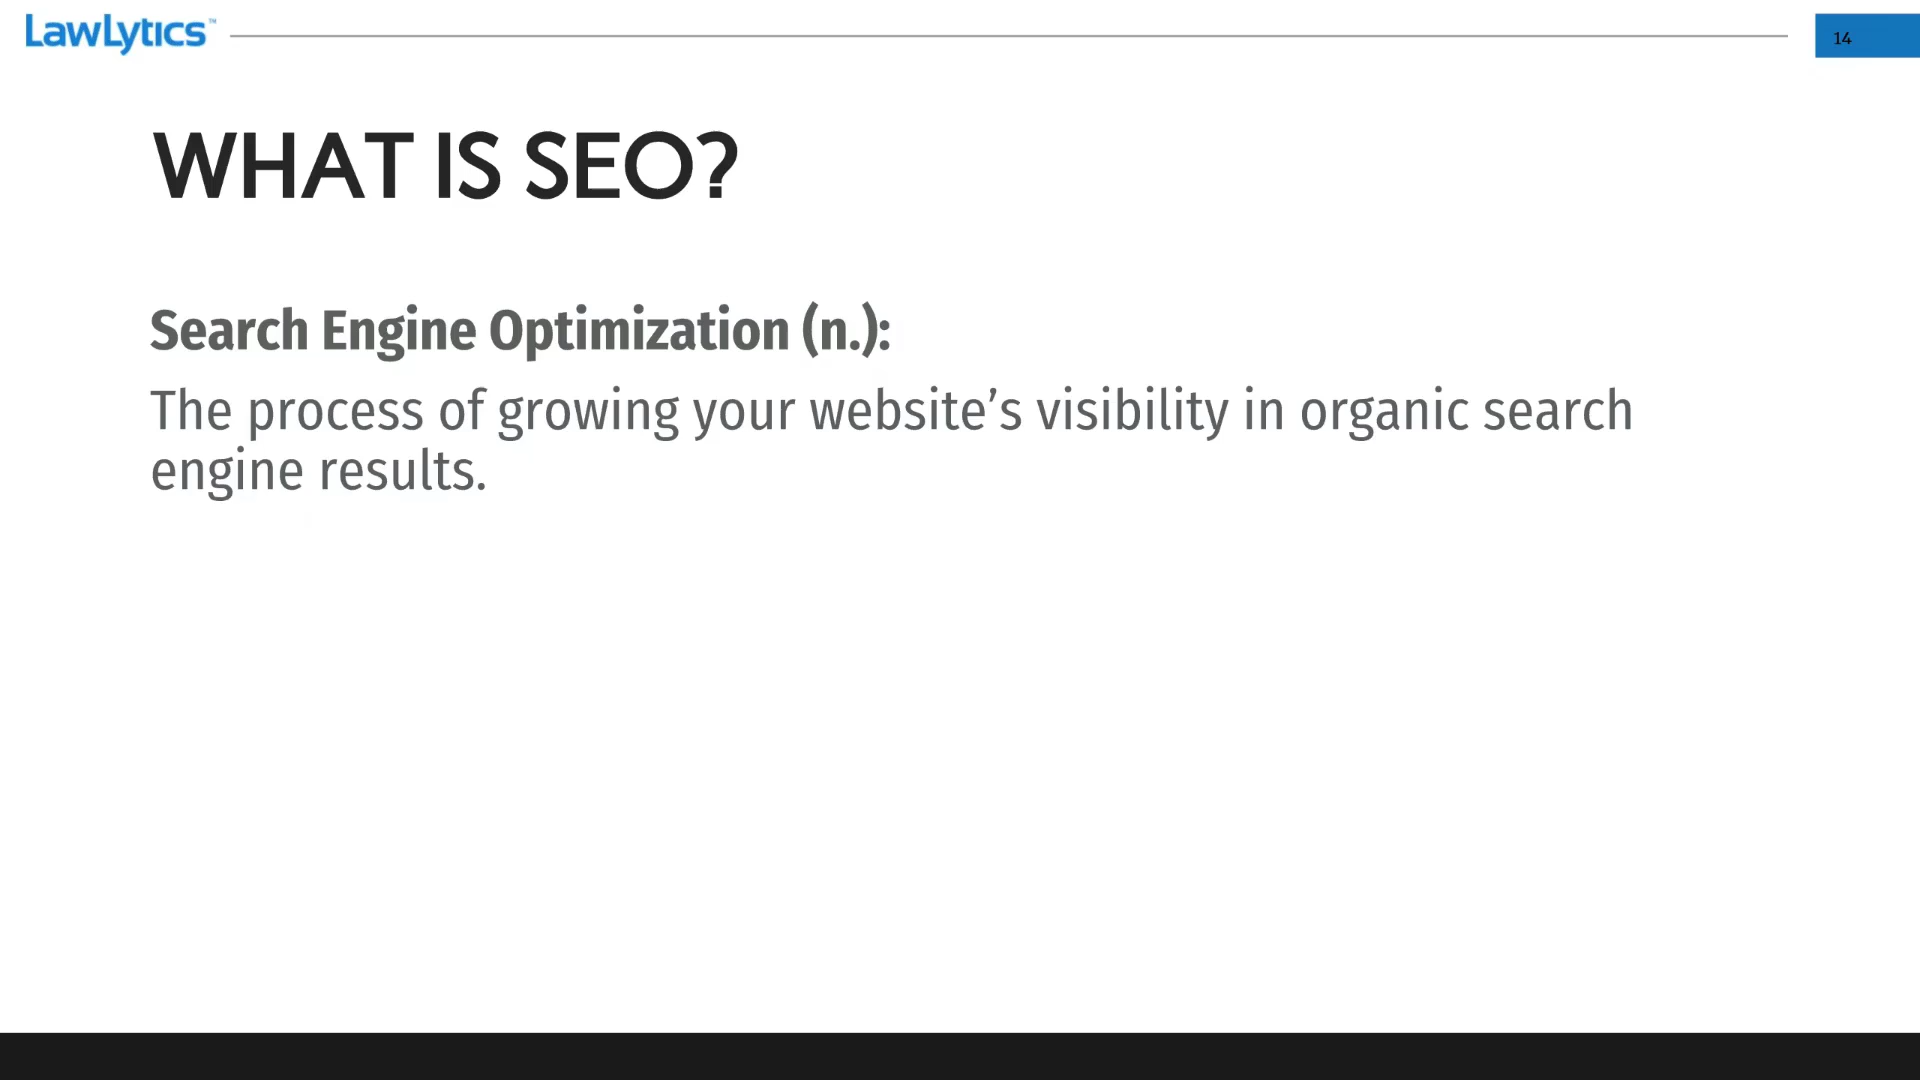 LawLytics™
14
WHAT IS SEO?
Search Engine Optimization (n.):
The process of growing your website’s visibility in organic search
engine results.